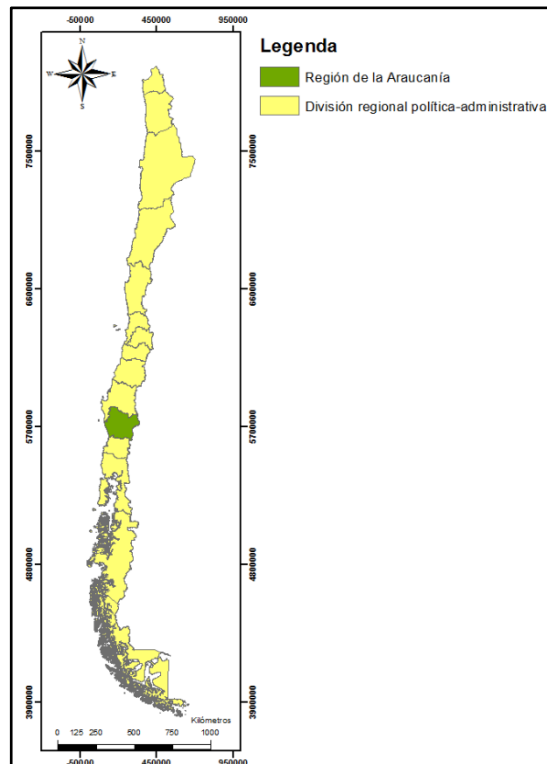 -50000 450000 950000
N
W E
S
Legenda
Región de la Araucanía
División regional política-administrativa
7500000 7500000
6600000 6600000
5700000 5700000
4800000 4800000
3900000 3900000
Kilómetros
0 125 250 500 750 1000
-50000 450000 950000